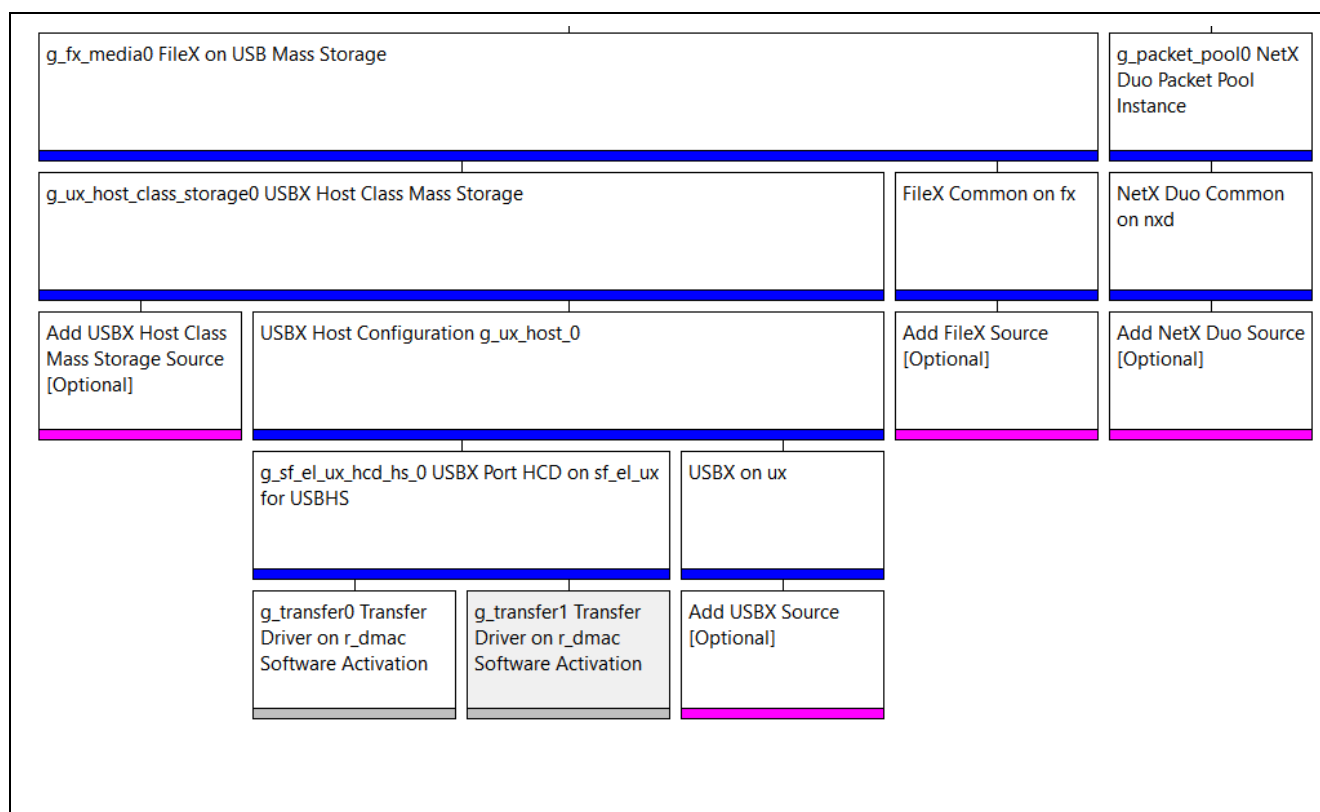 g_fx_media0 FileX on USB Mass Storage
g_packet_pool0 NetX
Duo Packet Pool
Instance
g_ux_host_class_storage0 USBX Host Class Mass Storage
FileX Common on fx
NetX Duo Common
on nxd
Add USBX Host Class
Mass Storage Source
[Optional]
USBX Host Configuration g_ux_host_0
Add FileX Source
[Optional]
Add NetX Duo Source
[Optional]
g_sf_el_ux_hcd_hs_0 USBX Port HCD on sf_el_ux
for USBHS
USBX on ux
g_transfer0 Transfer
Driver on r_dmac
Software Activation
g_transfer1 Transfer
Driver on r_dmac
Software Activation
Add USBX Source
[Optional]